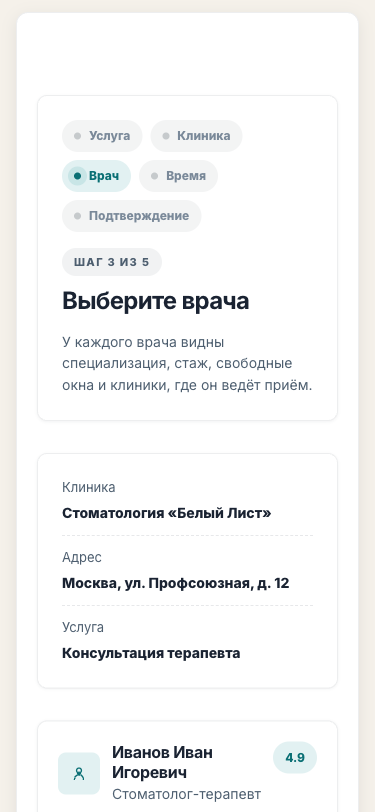 Услуга
Клиника
Врач
Время
Подтверждение
ШАГ 3 ИЗ 5
Выберите врача
У каждого врача видны
специализация, стаж, свободные
окна и клиники, где он ведёт приём.
Клиника
Стоматология «Белый Лист»
Адрес
Москва, ул. Профсоюзная, д. 12
Услуга
Консультация терапевта
Иванов Иван
Игоревич
4.9
Стоматолог-терапевт